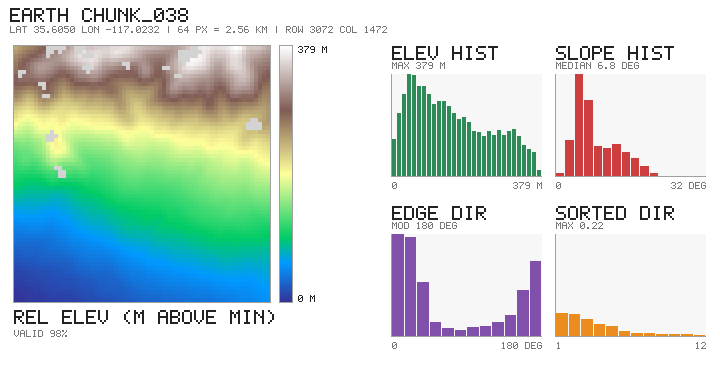 EARTH CHUNK_038
LAT 35.6050 LON -117.0232 | 64 PX = 2.56 KM | ROW 3072 COL 1472
379 M
0 M
REL ELEV (M ABOVE MIN)
VALID 98%
ELEV HIST
MAX 379 M
0 379 M
SLOPE HIST
MEDIAN 6.8 DEG
0 32 DEG
EDGE DIR
MOD 180 DEG
0 180 DEG
SORTED DIR
MAX 0.22
1 12